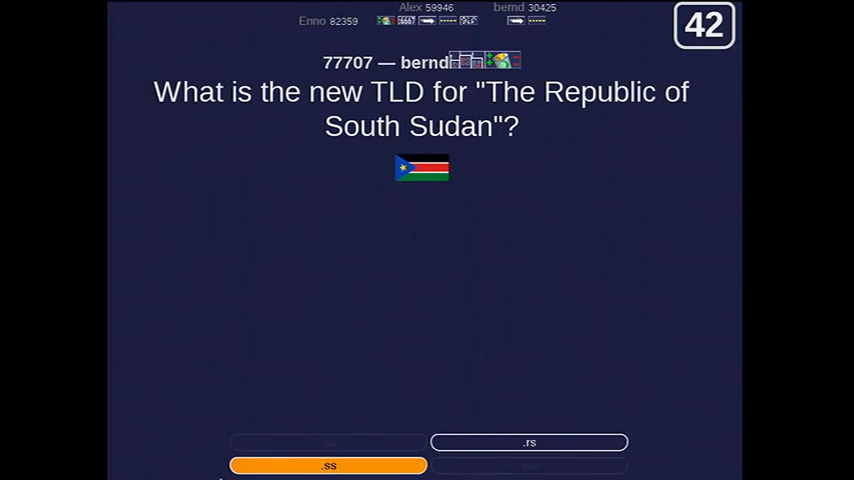 Alex 59946
bernd 30425
Enno 82359
42
77707 — bernd
What is the new TLD for "The Republic of
South Sudan"?
.rs
.ss